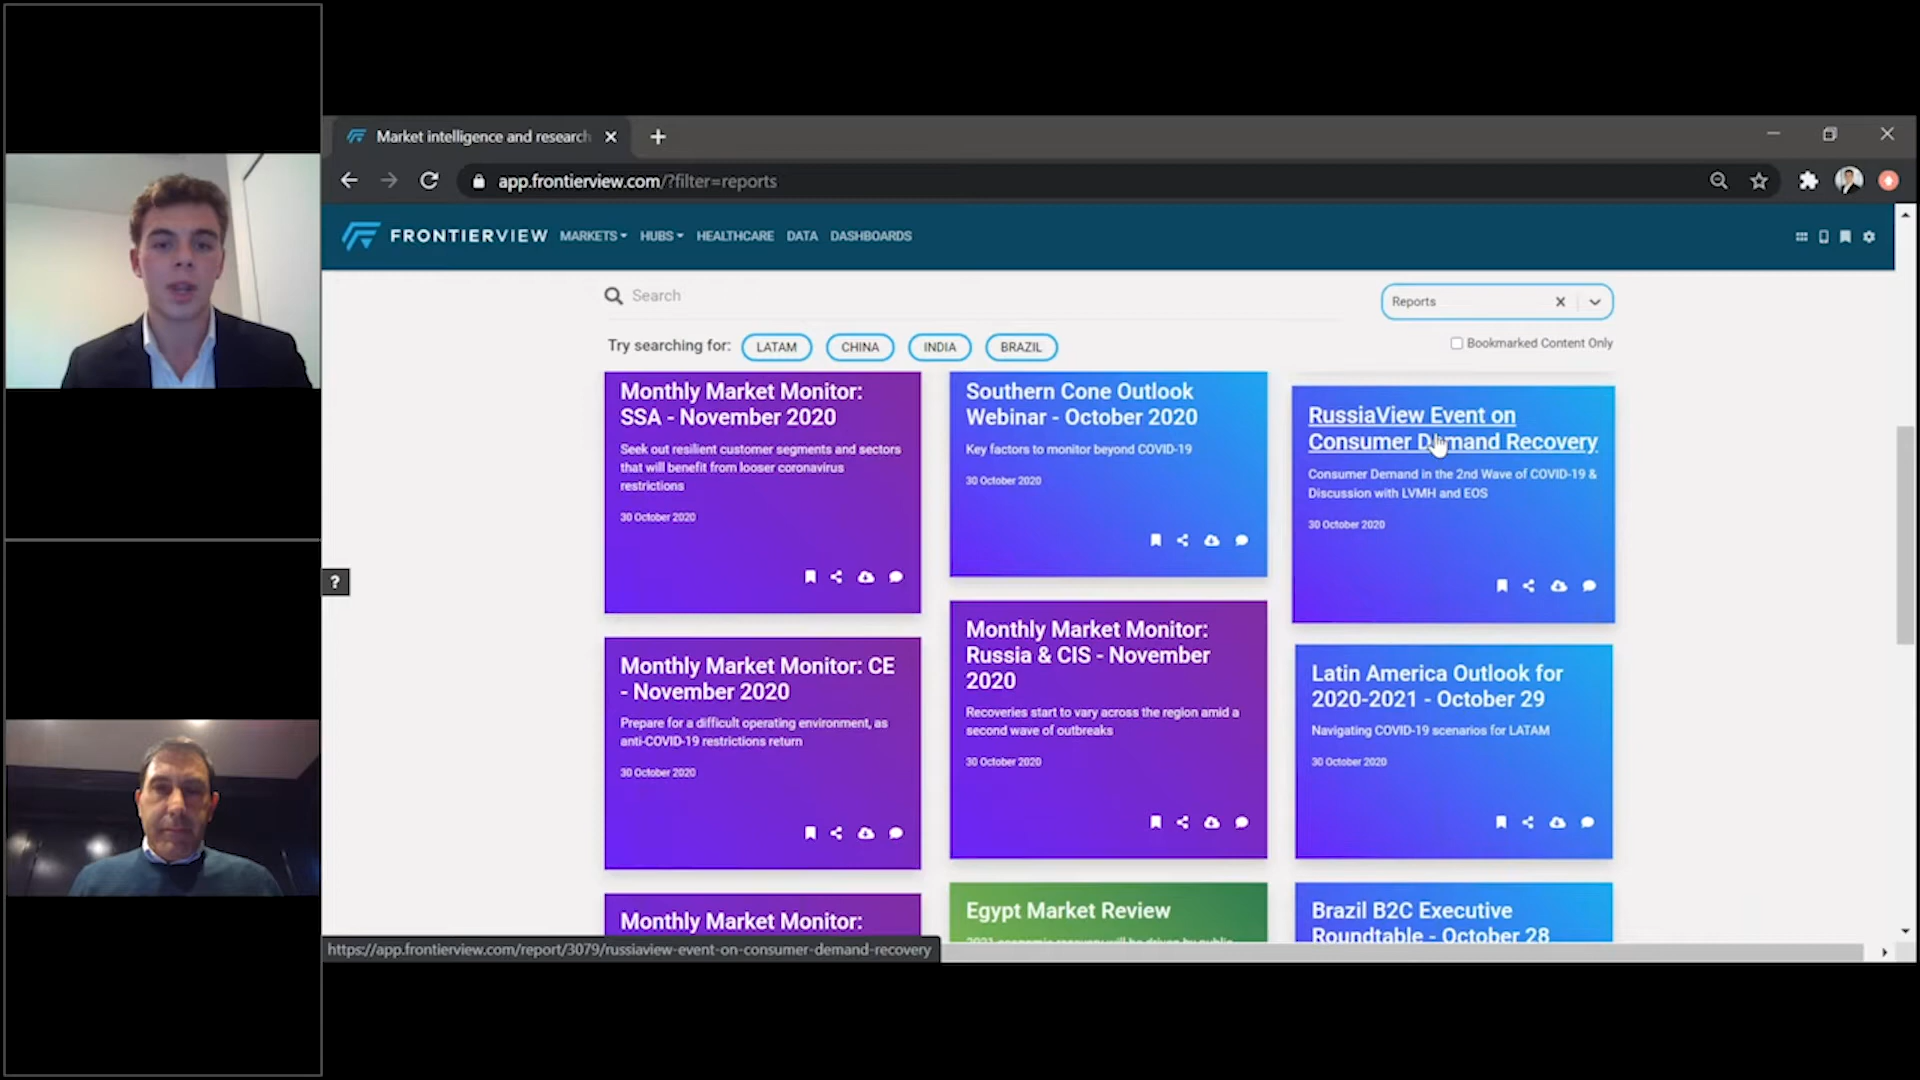 Market intelligence and research
app.frontierview.com/?filter=reports
FRONTIERVIEW MARKETS HUBS HEALTHCARE DATA DASHBOARDS
Search
Reports
Try searching for: LATAM CHINA INDIA BRAZIL
Bookmarked Content Only
Monthly Market Monitor:
SSA - November 2020
Seek out resilient customer segments and sectors
that will benefit from looser coronavirus
restrictions
30 October 2020
Southern Cone Outlook
Webinar - October 2020
Key factors to monitor beyond COVID-19
30 October 2020
RussiaView Event on
Consumer Demand Recovery
Consumer Demand in the 2nd Wave of COVID-19 &
Discussion with LVMH and EOS
30 October 2020
?
Monthly Market Monitor: CE
- November 2020
Prepare for a difficult operating environment, as
anti-COVID-19 restrictions return
30 October 2020
Monthly Market Monitor:
Russia & CIS - November
2020
Recoveries start to vary across the region amid a
second wave of outbreaks
30 October 2020
Latin America Outlook for
2020-2021 - October 29
Navigating COVID-19 scenarios for LATAM
30 October 2020
Monthly Market Monitor:
Egypt Market Review
2021 economic recovery will be driven by public
Brazil B2C Executive
Roundtable - October 28
https://app.frontierview.com/report/3079/russiaview-event-on-consumer-demand-recovery